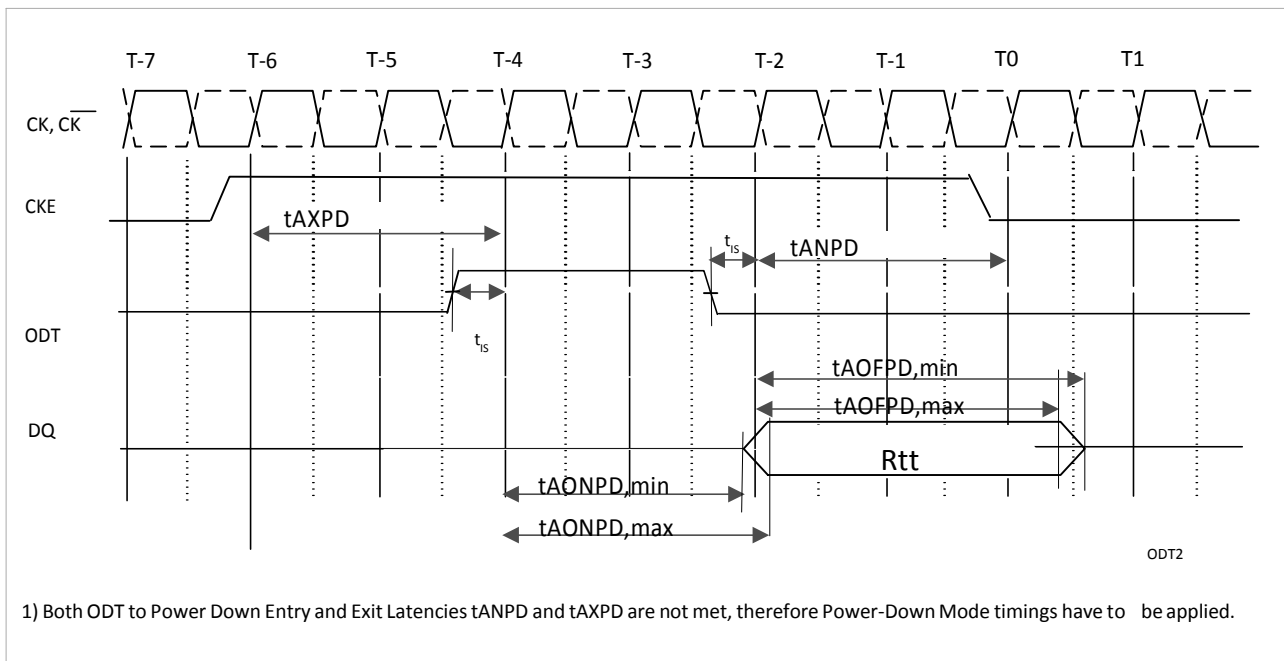 T-7 T-6 T-5 T-4 T-3 T-2 T-1 T0 T1
CK, C̅K̅
CKE
tAXPD
tIS
tANPD
ODT
tIS
tAOFPD,min
tAOFPD,max
DQ
Rtt
tAONPD,min
tAONPD,max
ODT2
1) Both ODT to Power Down Entry and Exit Latencies tANPD and tAXPD are not met, therefore Power-Down Mode timings have to be applied.